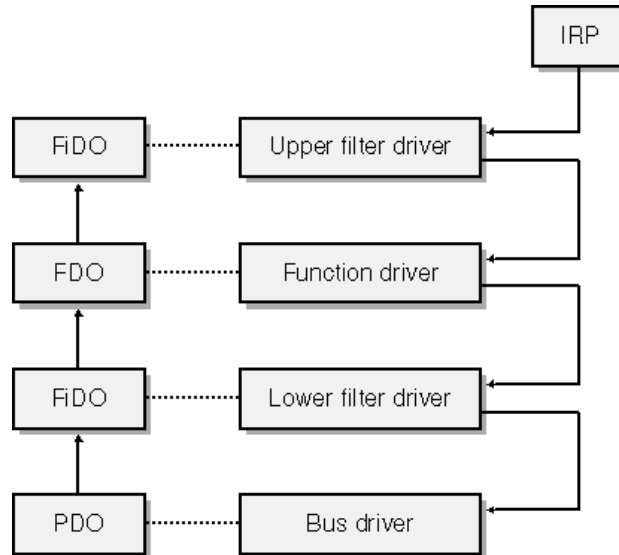 IRP
FiDO
Upper filter driver
FDO
Function driver
FiDO
Lower filter driver
PDO
Bus driver